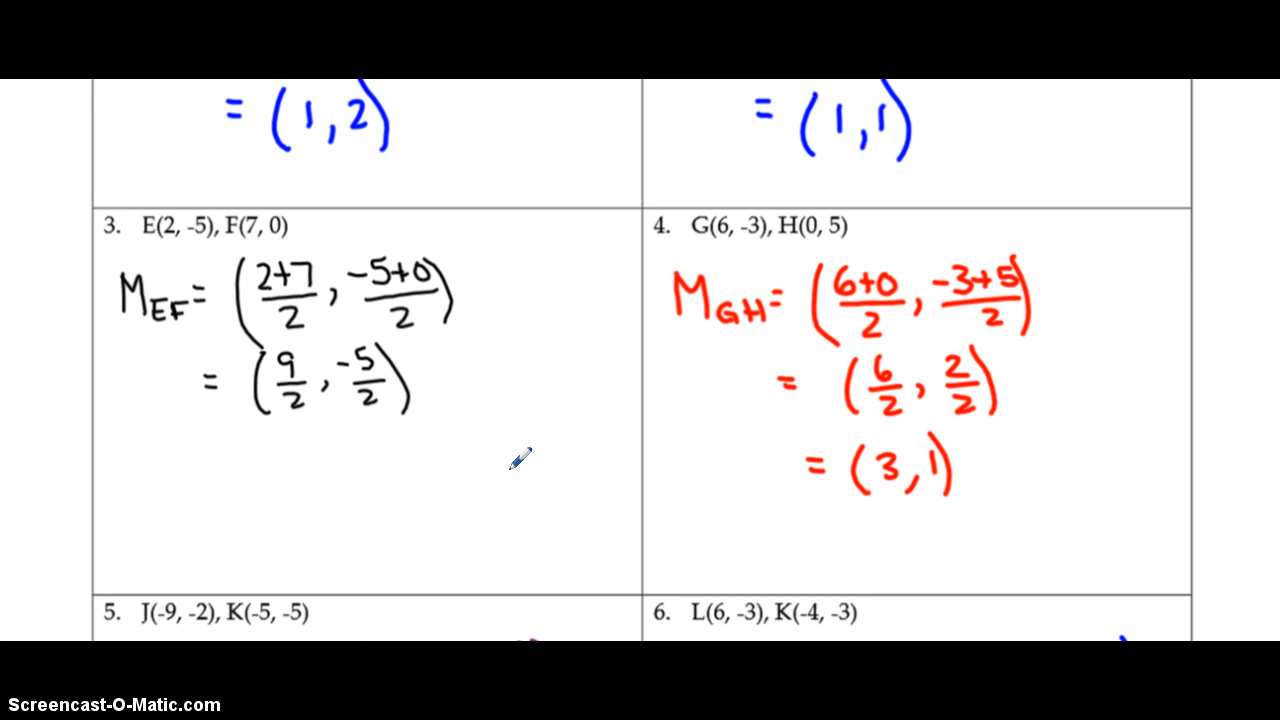 = (1, 2)
= (1, 1)
3. E(2, -5), F(7, 0)
M_EF = ((2+7)/2, (-5+0)/2)
= (9/2, -5/2)
4. G(6, -3), H(0, 5)
M_GH = ((6+0)/2, (-3+5)/2)
= (6/2, 2/2)
= (3, 1)
5. J(-9, -2), K(-5, -5)
6. L(6, -3), K(-4, -3)
Screencast-O-Matic.com